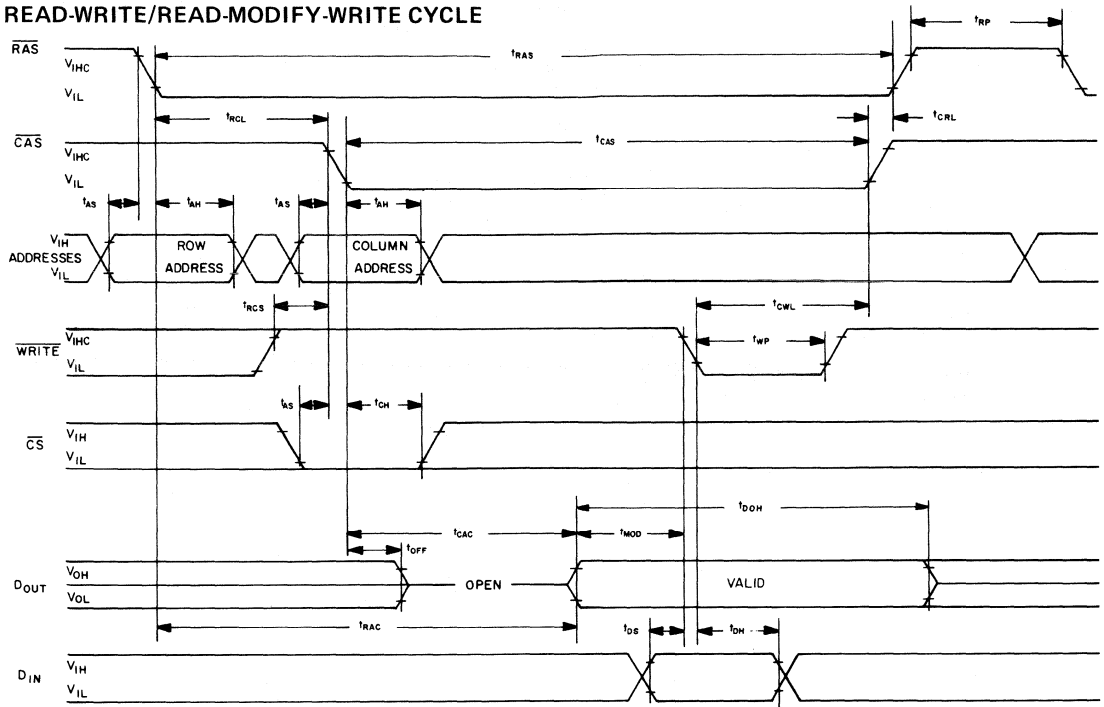 READ-WRITE/READ-MODIFY-WRITE CYCLE
tRP
RAS
VIHC
tRAS
VIL
tRCL
tCRL
CAS
VIHC
tCAS
VIL
tAS
tAH
tAS
tAH
VIH
ADDRESSES
VIL
ROW
ADDRESS
COLUMN
ADDRESS
tRCS
tCWL
WRITE
VIHC
tWP
VIL
tAS
tCH
CS
VIH
VIL
tDOH
tCAC
tMOD
tOFF
DOUT
VOH
OPEN
VALID
VOL
tRAC
tDS
tDH
DIN
VIH
VIL